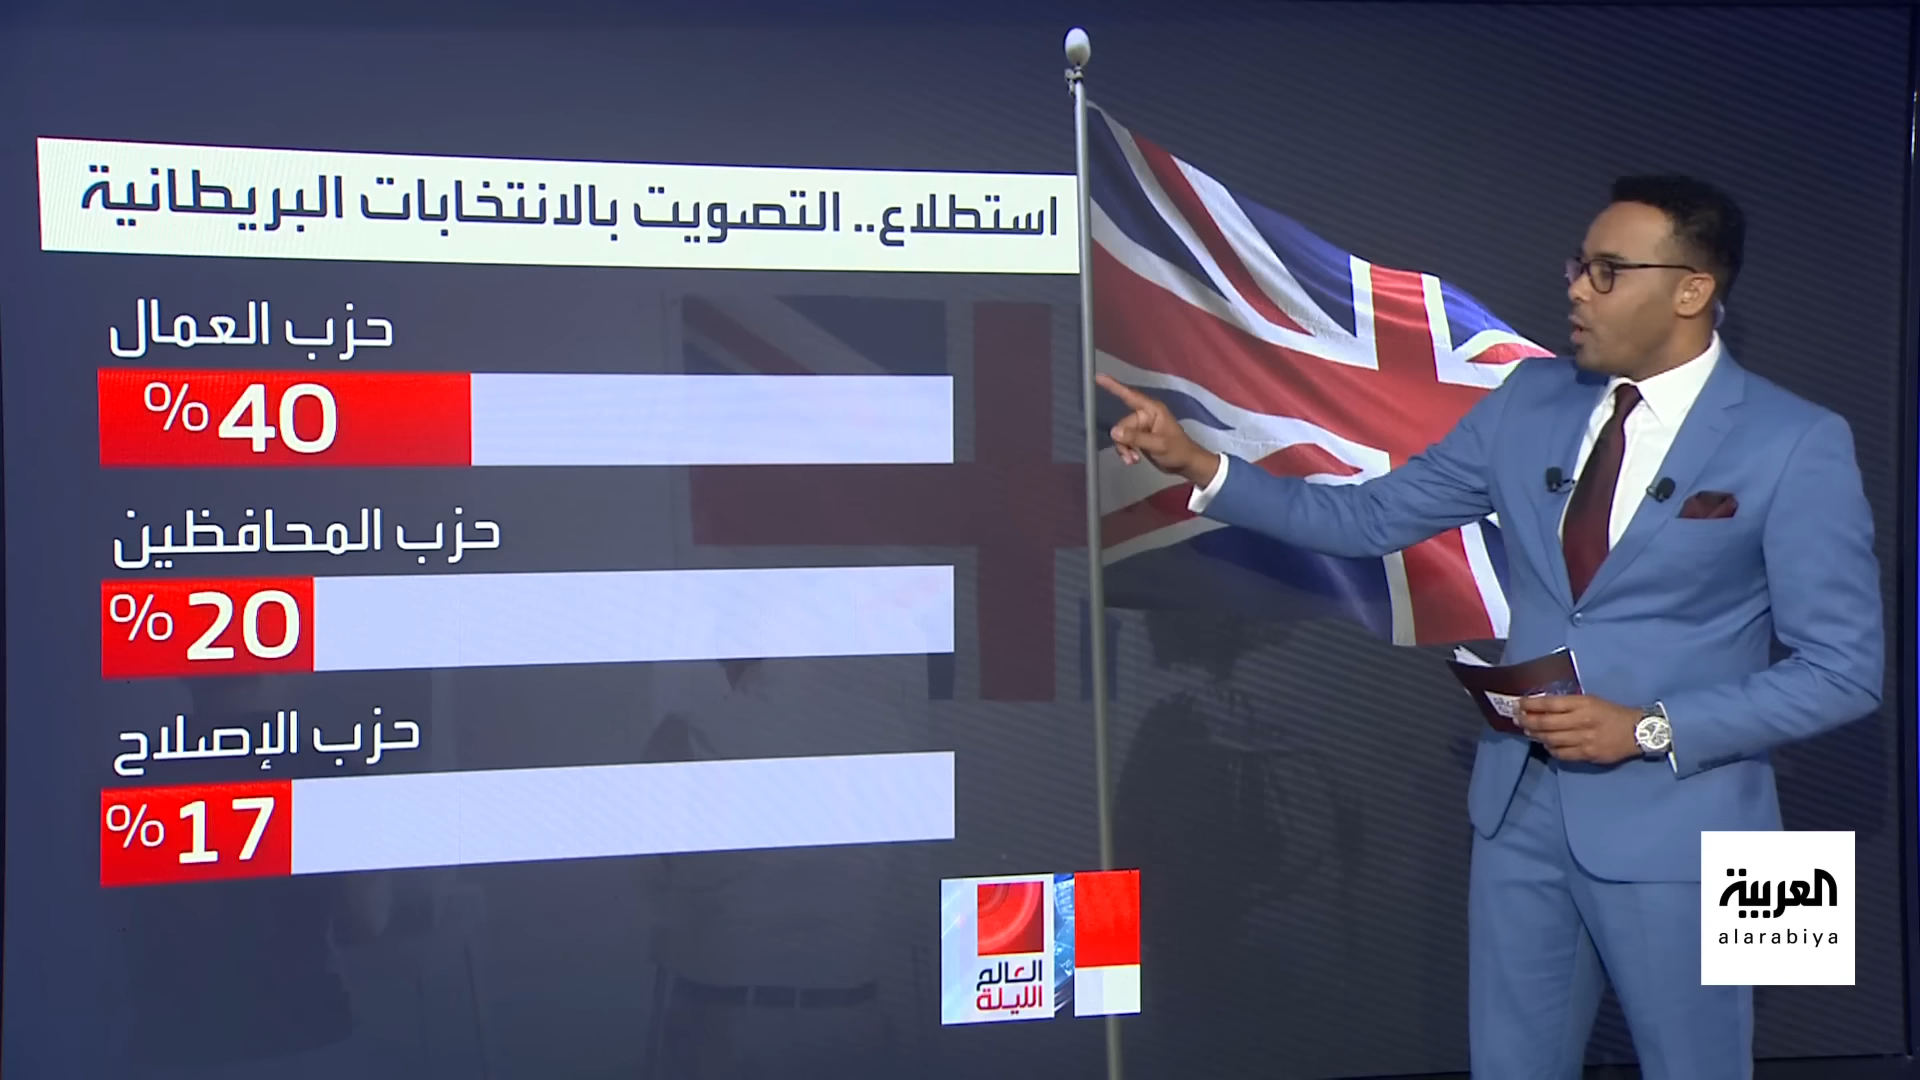 استطلاع.. التصويت بالانتخابات البريطانية
حزب العمال
%40
حزب المحافظين
%20
حزب الإصلاح
%17
العالم
الليلة
العربية
alarabiya